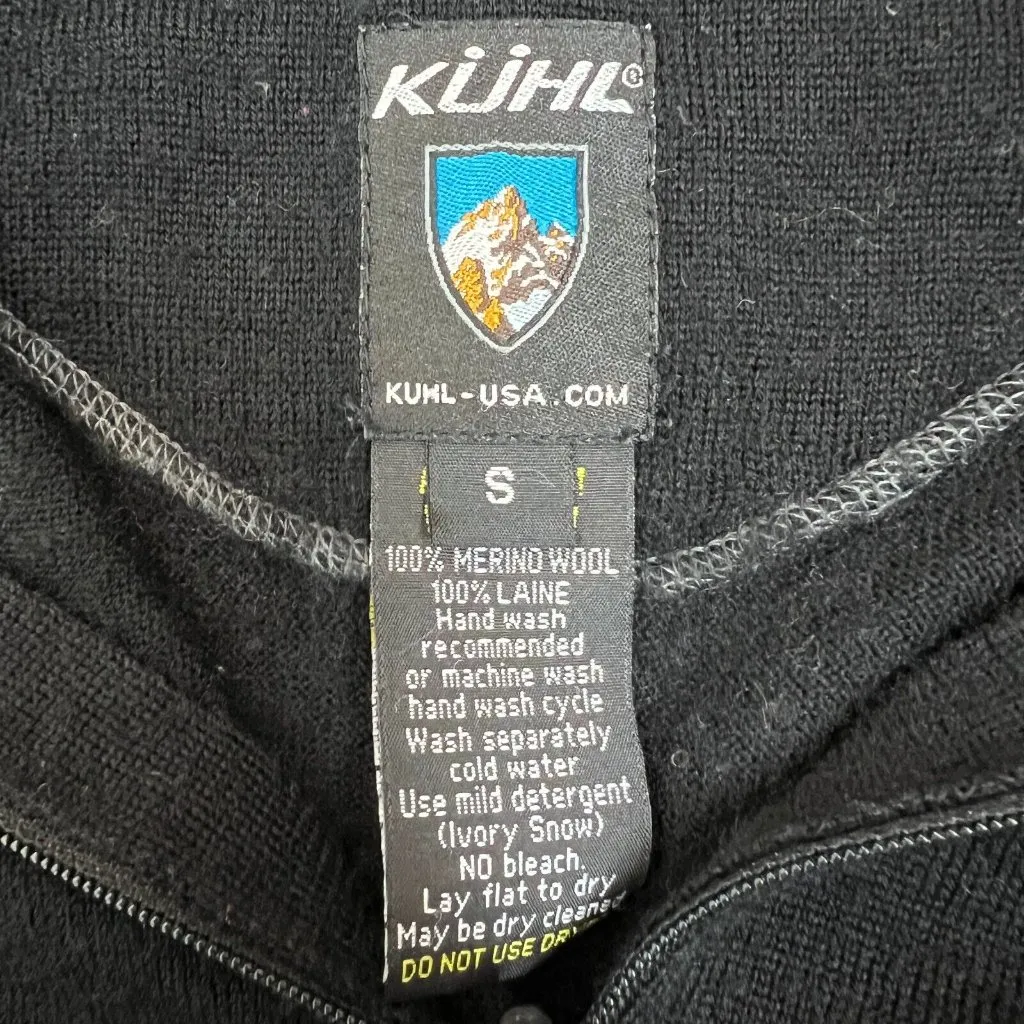 KÜHL®
KUHL-USA.COM
S
100% MERINO WOOL
100% LAINE
Hand wash
recommended
or machine wash
hand wash cycle
Wash separately
cold water
Use mild detergent
(Ivory Snow)
NO bleach.
Lay flat to dry
May be dry cleaned
DO NOT USE